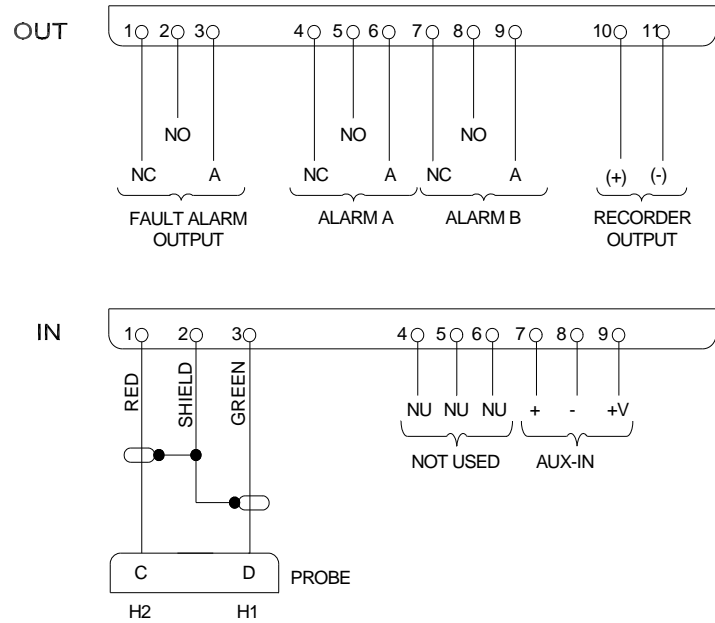 OUT 1 2 3 4 5 6 7 8 9 10 11
NO NO NO
NC A NC A NC A (+) (-)
FAULT ALARM OUTPUT
ALARM A
ALARM B
RECORDER OUTPUT
IN 1 2 3 4 5 6 7 8 9
RED
SHIELD
GREEN
NU NU NU + - +V
NOT USED
AUX-IN
C D PROBE
H2 H1